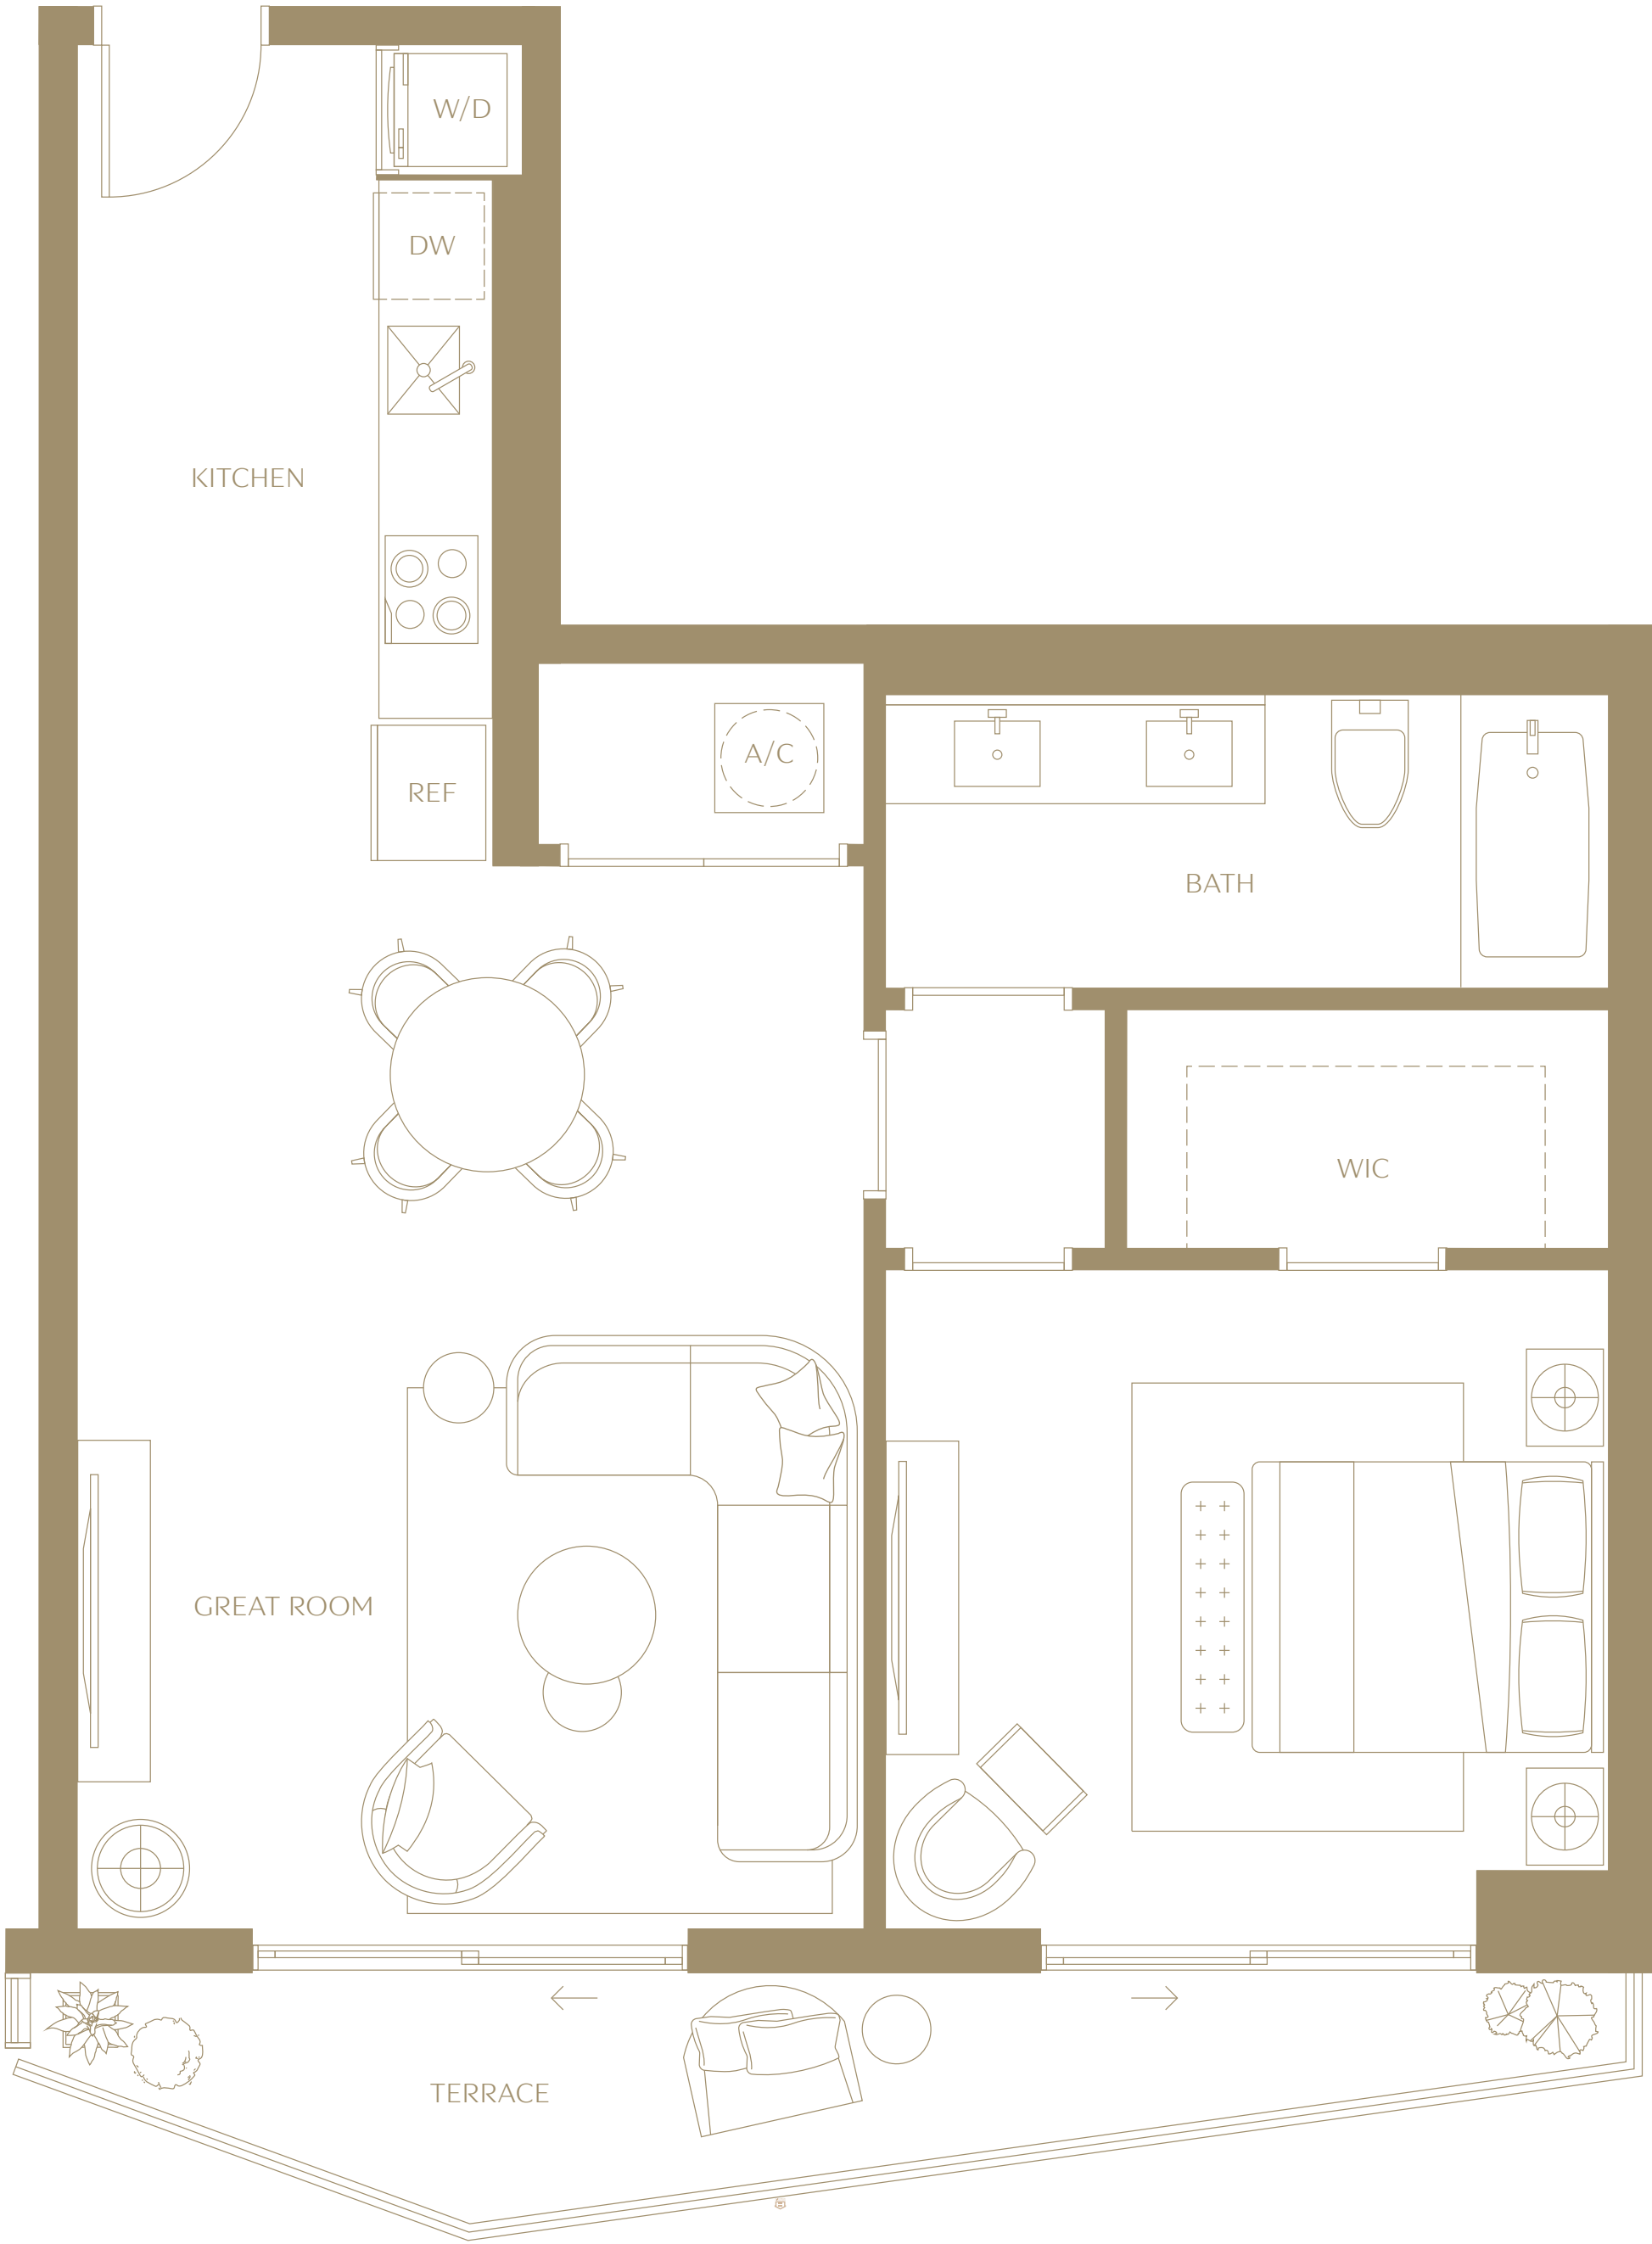 W/D
DW
KITCHEN
A/C
REF
BATH
WIC
GREAT ROOM
TERRACE